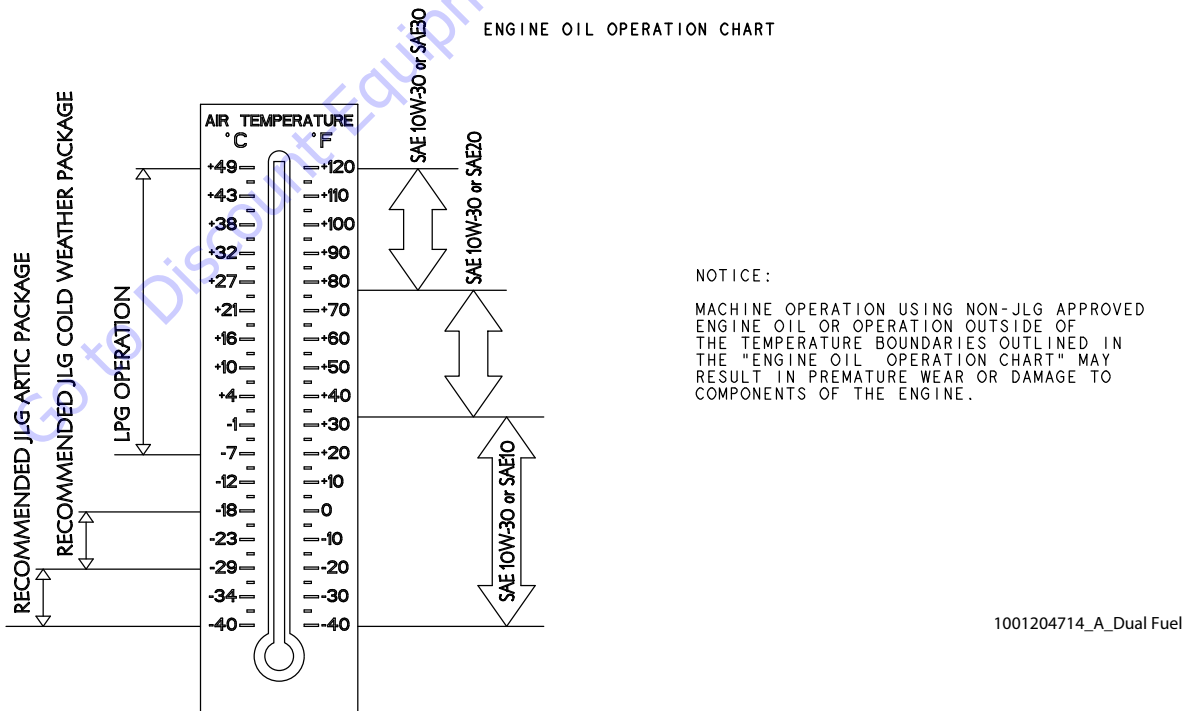 ENGINE OIL OPERATION CHART
AIR TEMPERATURE
°C °F
+49 +120
+43 +110
+38 +100
+32 +90
+27 +80
+21 +70
+16 +60
+10 +50
+4 +40
-1 +30
-7 +20
-12 +10
-18 0
-23 -10
-29 -20
-34 -30
-40 -40
RECOMMENDED JLG ARTIC PACKAGE
RECOMMENDED JLG COLD WEATHER PACKAGE
LPG OPERATION
SAE 10W-30 or SAE30
SAE 10W-30 or SAE20
SAE 10W-30 or SAE10
NOTICE:
MACHINE OPERATION USING NON-JLG APPROVED
ENGINE OIL OR OPERATION OUTSIDE OF
THE TEMPERATURE BOUNDARIES OUTLINED IN
THE "ENGINE OIL OPERATION CHART" MAY
RESULT IN PREMATURE WEAR OR DAMAGE TO
COMPONENTS OF THE ENGINE.
1001204714_A_Dual Fuel
Go to Discount-Equip